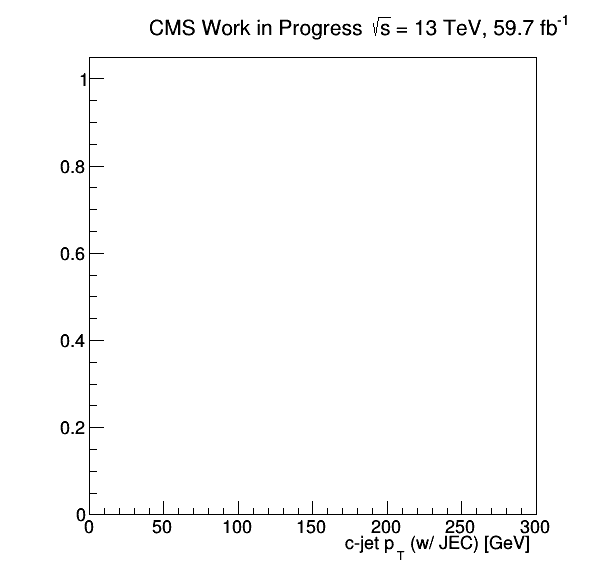 CMS Work in Progress √s = 13 TeV, 59.7 fb⁻¹
1
0.8
0.6
0.4
0.2
0
0 50 100 150 200 250 300
c-jet p_T (w/ JEC) [GeV]